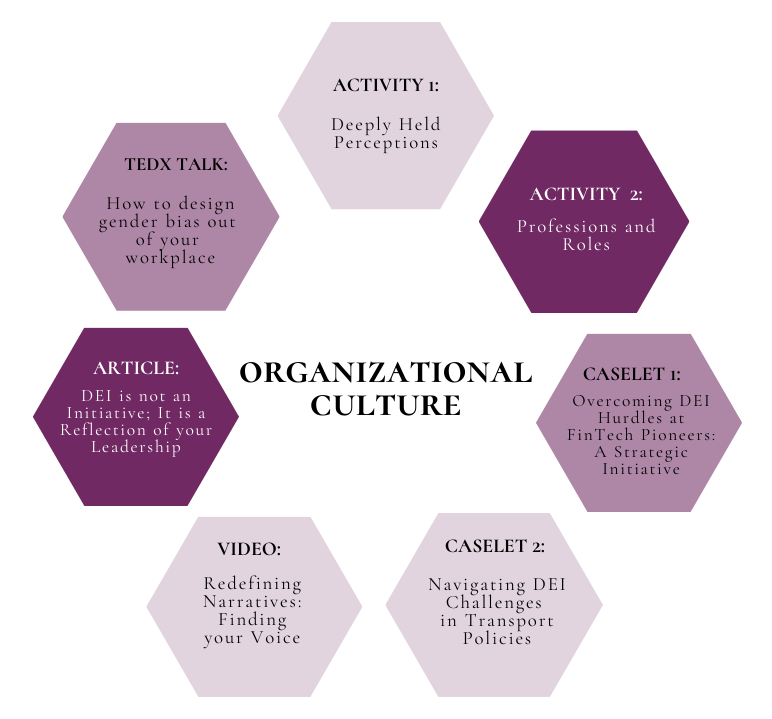 ACTIVITY 1:
Deeply Held
Perceptions
ACTIVITY 2:
Professions and
Roles
CASELET 1:
Overcoming DEI
Hurdles at
FinTech Pioneers:
A Strategic
Initiative
CASELET 2:
Navigating DEI
Challenges
in Transport
Policies
VIDEO:
Redefining
Narratives:
Finding
your Voice
ARTICLE:
DEI is not an
Initiative; It is a
Reflection of your
Leadership
TEDX TALK:
How to design
gender bias out
of your
workplace
ORGANIZATIONAL
CULTURE